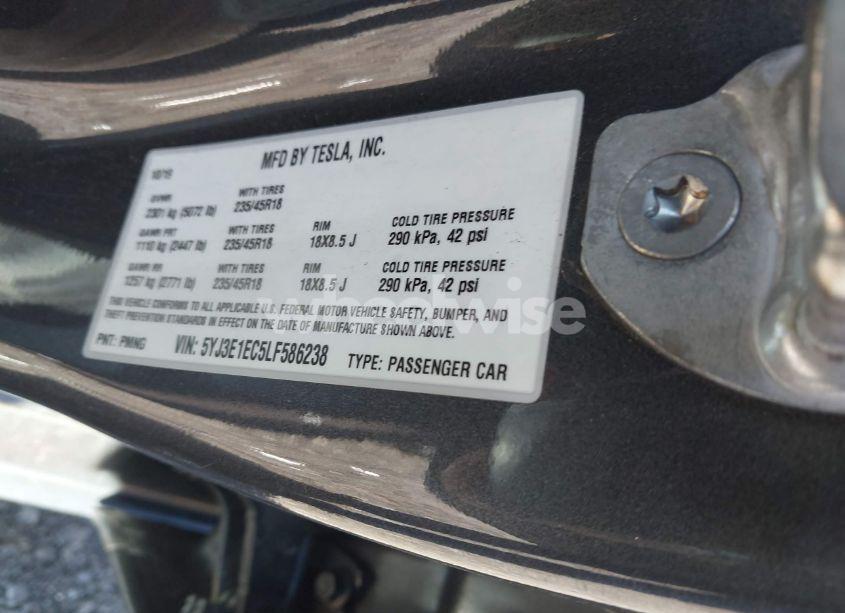 MFD BY TESLA, INC.
10/19
GVWR WITH TIRES
2301 kg (5072 lb) 235/45R18
GAWR FRT WITH TIRES RIM COLD TIRE PRESSURE
1110 kg (2447 lb) 235/45R18 18X8.5 J 290 kPa, 42 psi
GAWR RR WITH TIRES RIM COLD TIRE PRESSURE
1257 kg (2771 lb) 235/45R18 18X8.5 J 290 kPa, 42 psi
THIS VEHICLE CONFORMS TO ALL APPLICABLE U.S. FEDERAL MOTOR VEHICLE SAFETY, BUMPER, AND
THEFT PREVENTION STANDARDS IN EFFECT ON THE DATE OF MANUFACTURE SHOWN ABOVE.
PNT: PMNG VIN: 5YJ3E1EC5LF586238 TYPE: PASSENGER CAR
wheelwise